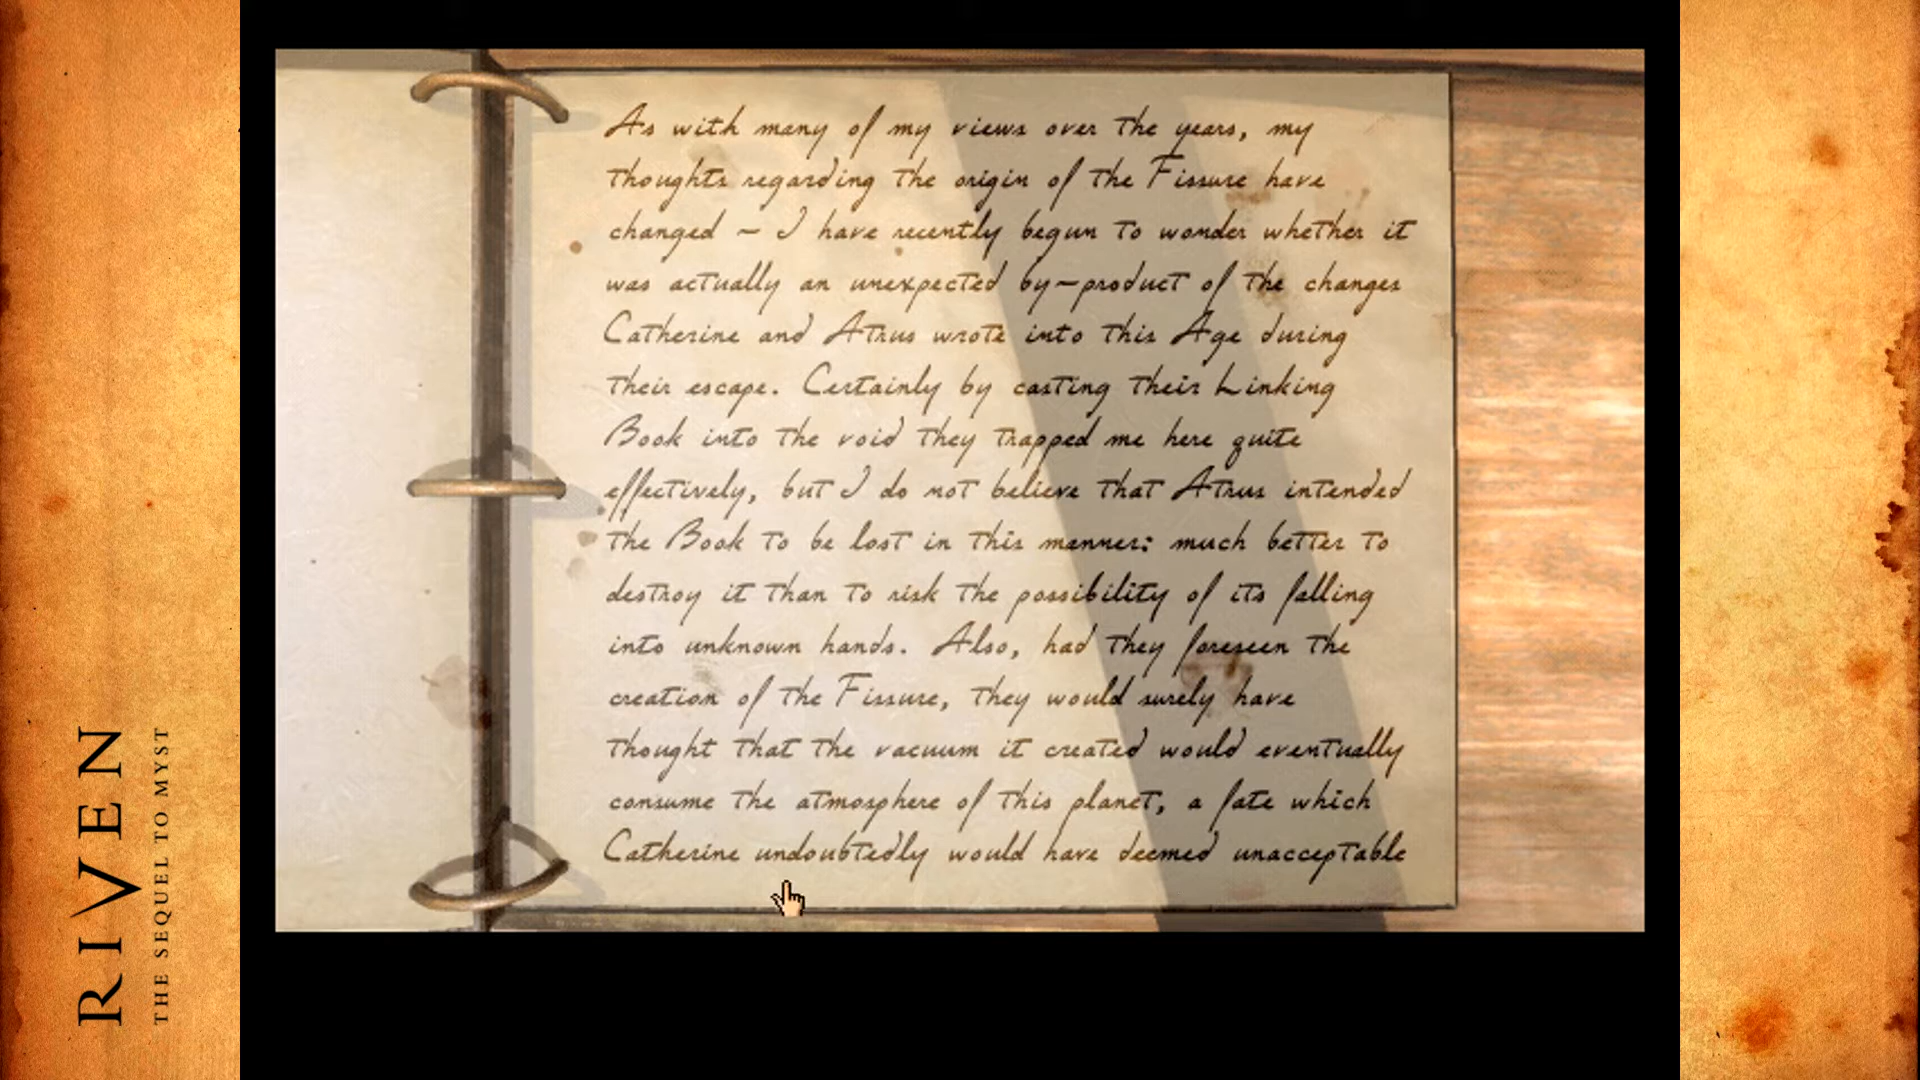 As with many of my views over the years, my
thoughts regarding the origin of the Fissure have
changed - I have recently begun to wonder whether it
was actually an unexpected by-product of the changes
Catherine and Atrus wrote into this Age during
their escape. Certainly by casting their Linking
Book into the void they trapped me here quite
effectively, but I do not believe that Atrus intended
the Book to be lost in this manner: much better to
destroy it than to risk the possibility of its falling
into unknown hands. Also, had they foreseen the
creation of the Fissure, they would surely have
thought that the vacuum it created would eventually
consume the atmosphere of this planet, a fate which
Catherine undoubtedly would have deemed unacceptable
RIVEN
THE SEQUEL TO MYST